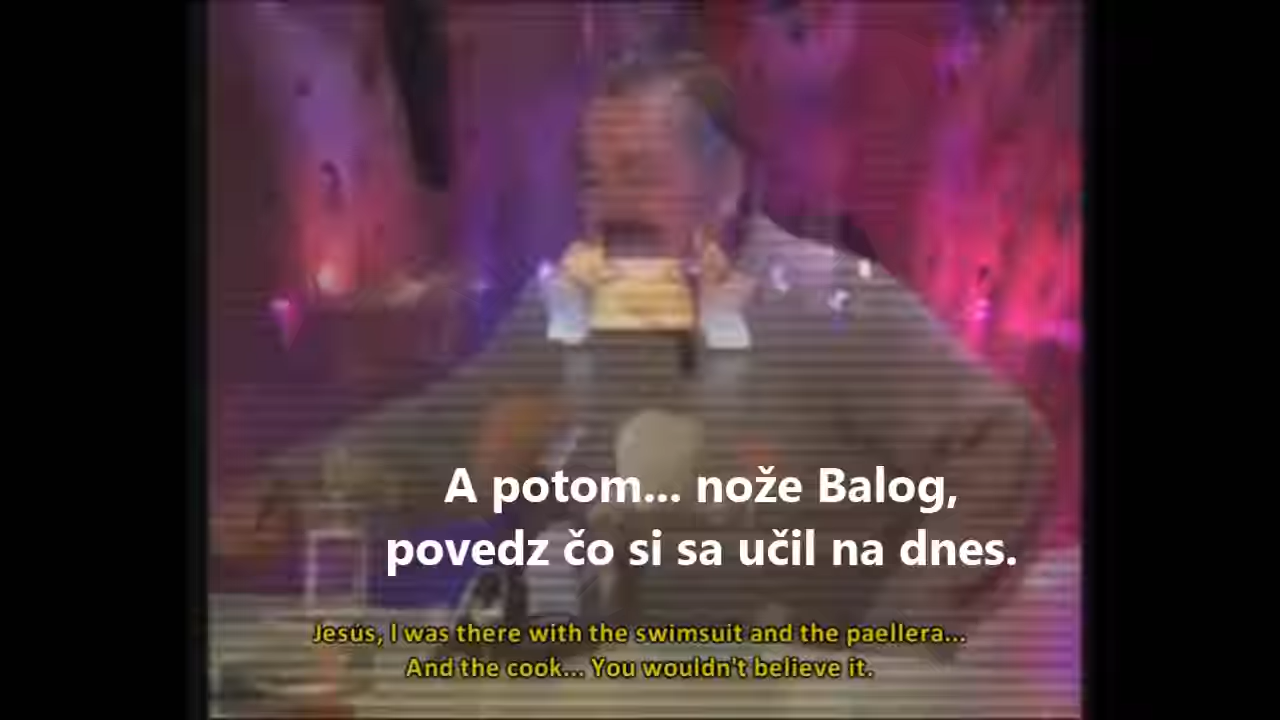 A potom... nože Balog,
povedz čo si sa učil na dnes.
Jesús, I was there with the swimsuit and the paellera...
And the cook... You wouldn't believe it.